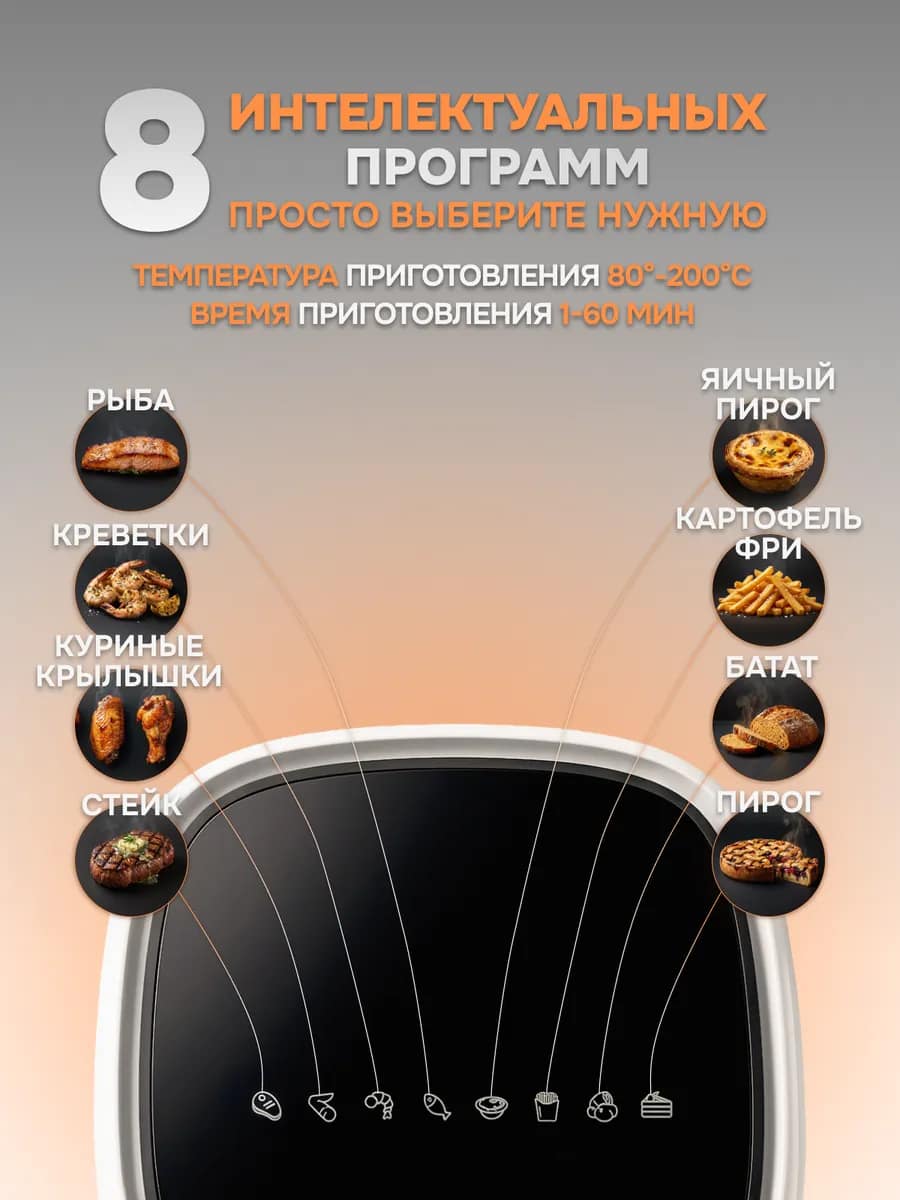 8
ИНТЕЛЕКТУАЛЬНЫХ
ПРОГРАММ
ПРОСТО ВЫБЕРИТЕ НУЖНУЮ
ТЕМПЕРАТУРА ПРИГОТОВЛЕНИЯ 80°-200°С
ВРЕМЯ ПРИГОТОВЛЕНИЯ 1-60 МИН
РЫБА
КРЕВЕТКИ
КУРИНЫЕ
КРЫЛЫШКИ
СТЕЙК
ЯИЧНЫЙ
ПИРОГ
КАРТОФЕЛЬ
ФРИ
БАТАТ
ПИРОГ